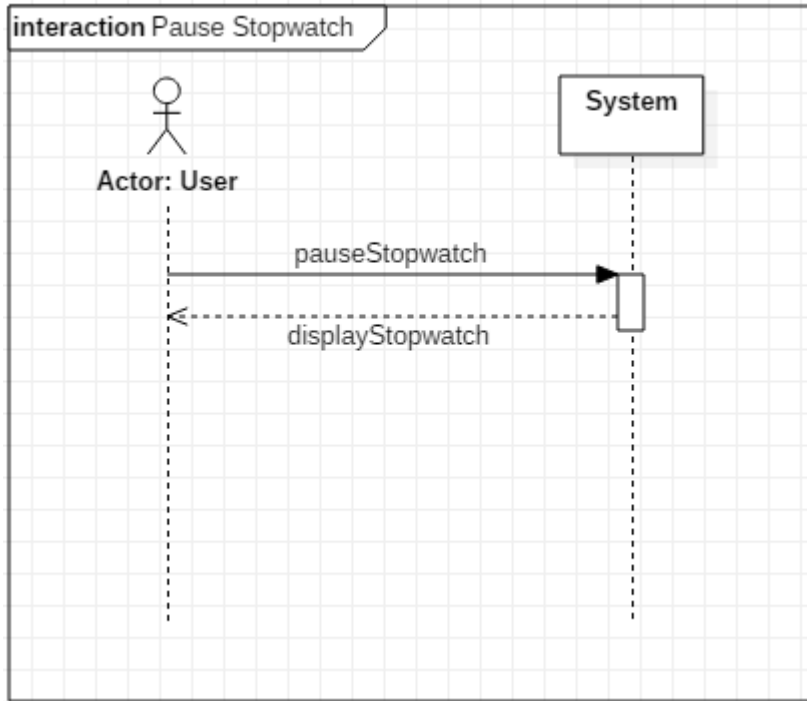 interaction Pause Stopwatch
System
Actor: User
pauseStopwatch
displayStopwatch